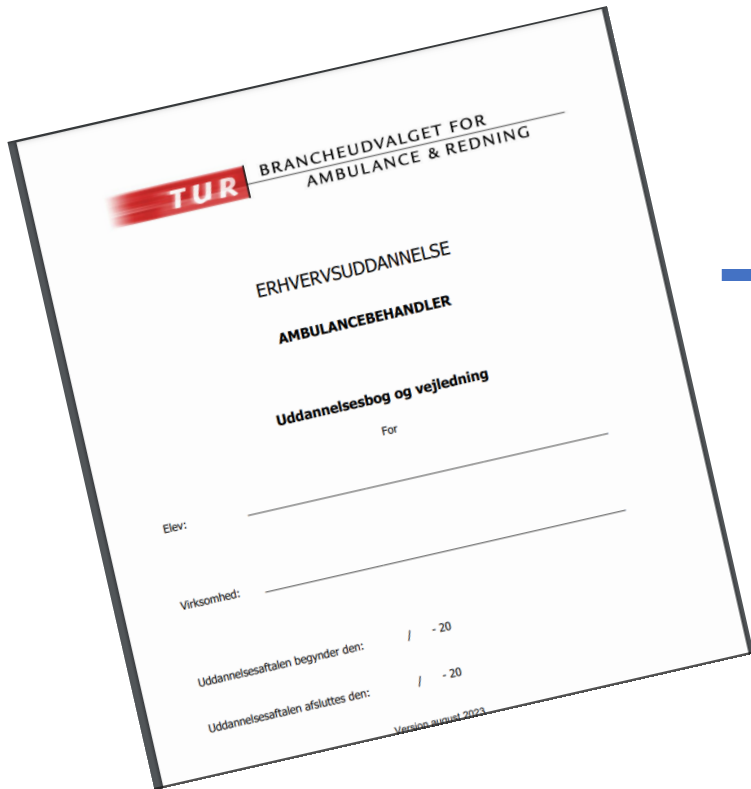 TUR
BRANCHEUDVALGET FOR
AMBULANCE & REDNING
ERHVERVSUDDANNELSE
AMBULANCEBEHANDLER
Uddannelsesbog og vejledning
For
Elev:
Virksomhed:
Uddannelsesaftalen begynder den: / - 20
Uddannelsesaftalen afsluttes den: / - 20
Version august 2023